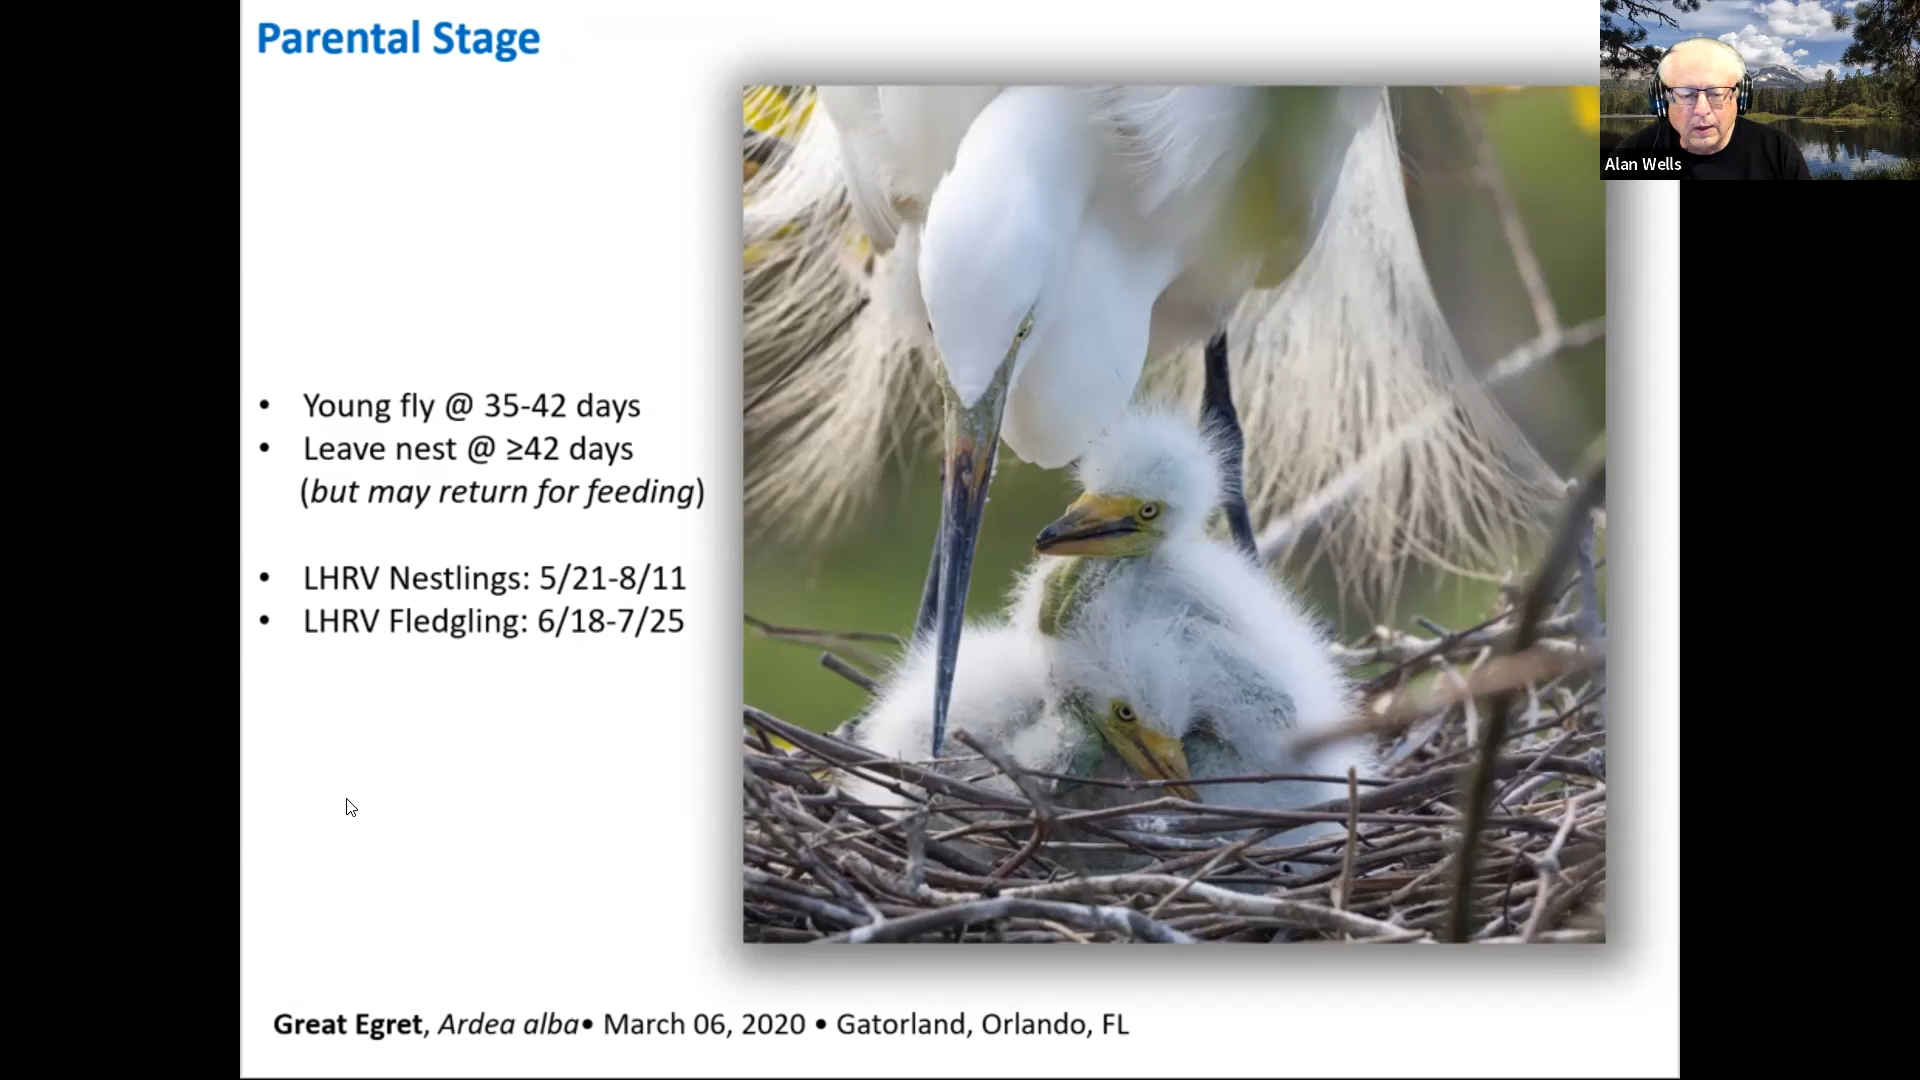 Parental Stage
Alan Wells
• Young fly @ 35-42 days
• Leave nest @ ≥42 days
(but may return for feeding)
• LHRV Nestlings: 5/21-8/11
• LHRV Fledgling: 6/18-7/25
Great Egret, Ardea alba• March 06, 2020 • Gatorland, Orlando, FL